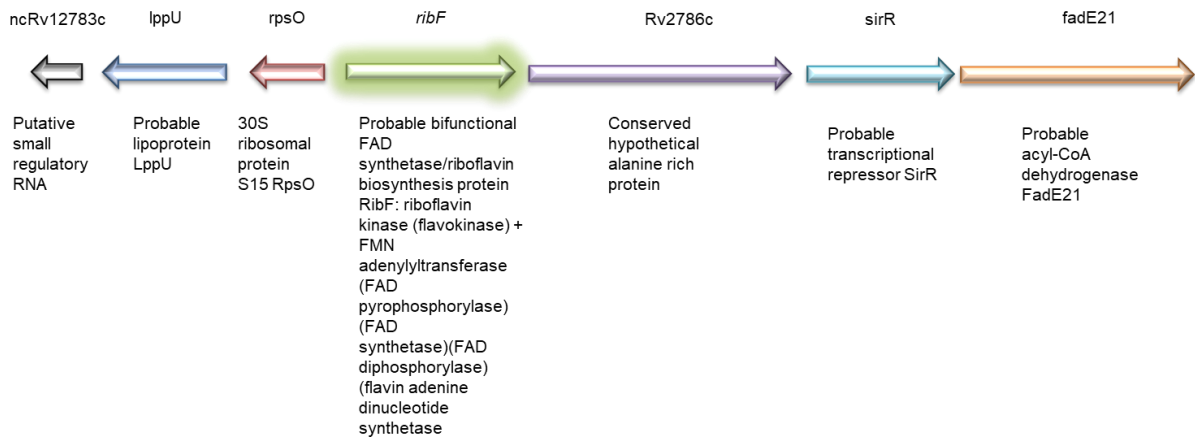 ncRv12783c
lppU
rpsO
ribF
Rv2786c
sirR
fadE21
Putative
small
regulatory
RNA
Probable
lipoprotein
LppU
30S
ribosomal
protein
S15 RpsO
Probable bifunctional
FAD
synthetase/riboflavin
biosynthesis protein
RibF: riboflavin
kinase (flavokinase) +
FMN
adenylyltransferase
(FAD
pyrophosphorylase)
(FAD
synthetase)(FAD
diphosphorylase)
(flavin adenine
dinucleotide
synthetase
Conserved
hypothetical
alanine rich
protein
Probable
transcriptional
repressor SirR
Probable
acyl-CoA
dehydrogenase
FadE21